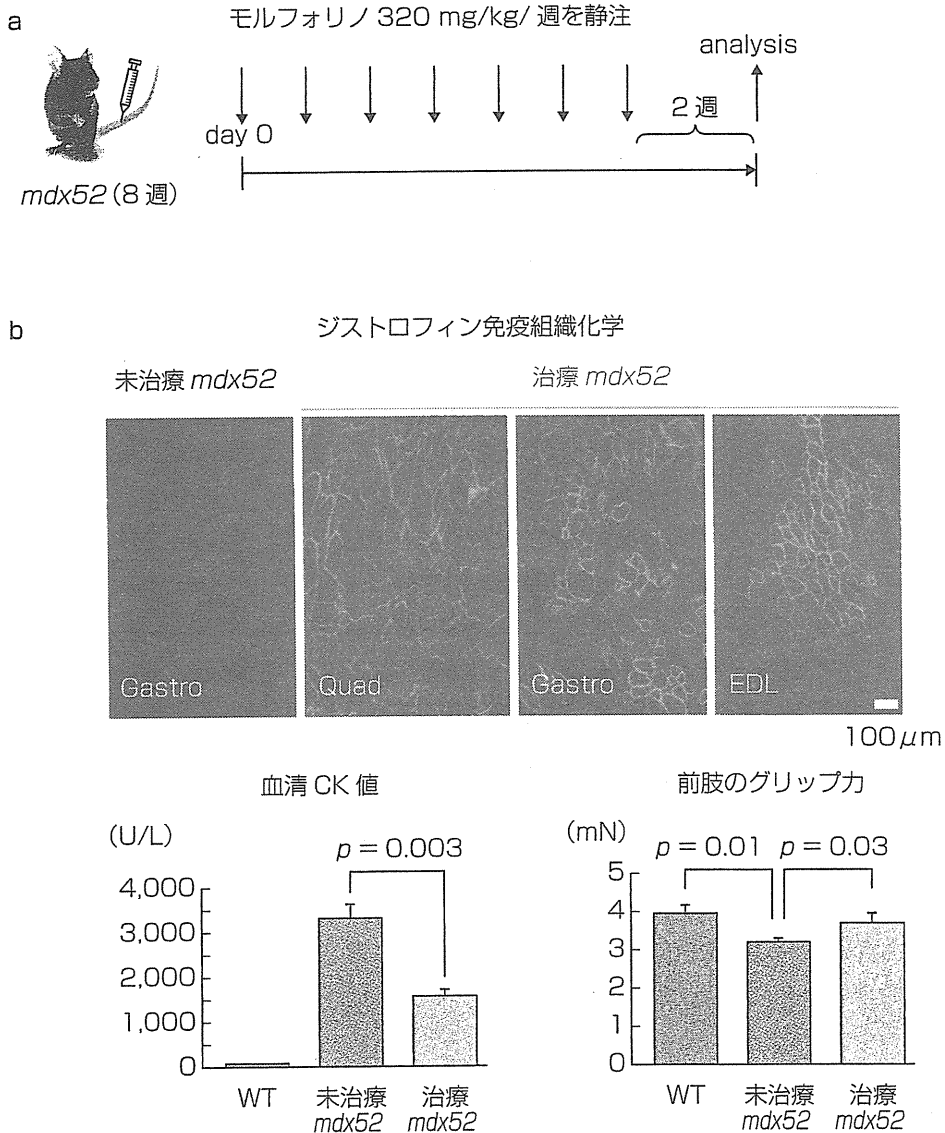 a
モルフォリノ 320 mg/kg/ 週を静注
analysis
day 0
2 週
mdx52 (8 週)
b
ジストロフィン免疫組織化学
未治療 mdx52
治療 mdx52
Gastro
Quad
Gastro
EDL
100 μm
血清 CK 値
(U/L)
p = 0.003
4,000
3,000
2,000
1,000
0
WT
未治療
mdx52
治療
mdx52
前肢のグリップ力
(mN)
p = 0.01
p = 0.03
5
4
3
2
1
0
WT
未治療
mdx52
治療
mdx52